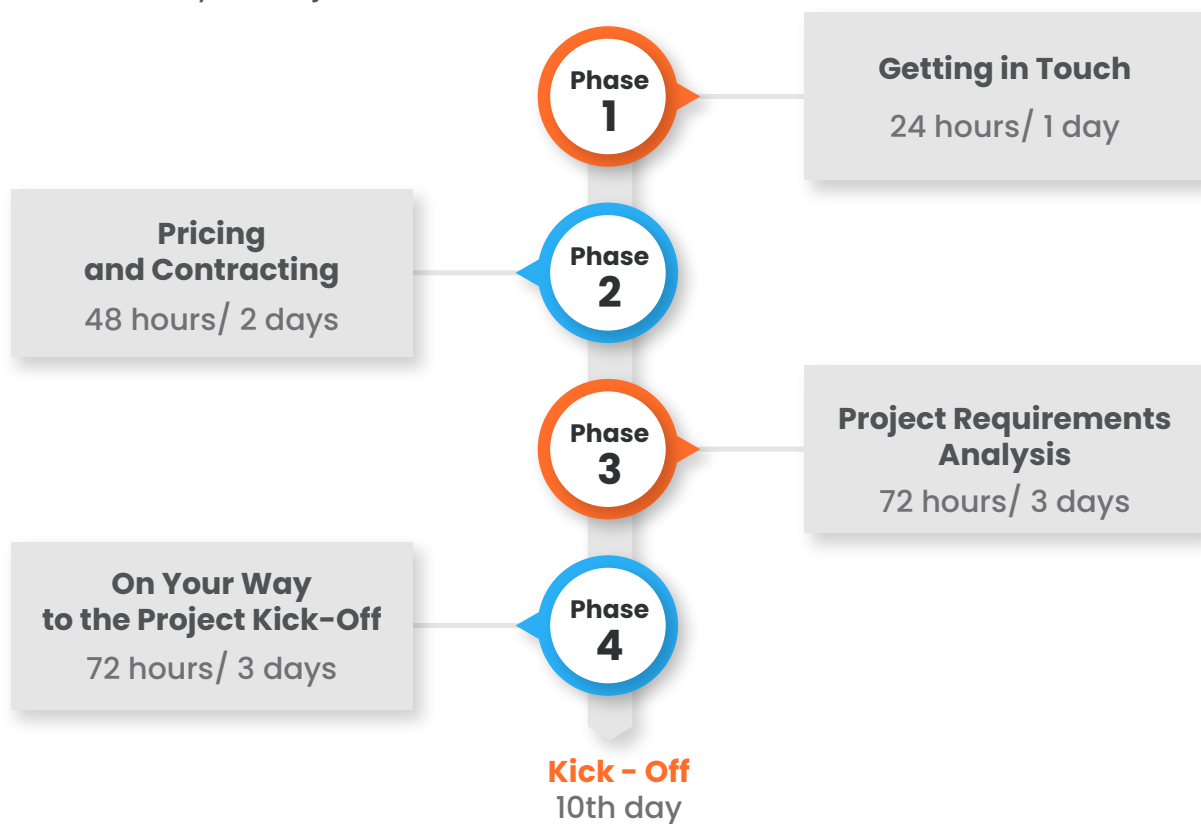 Phase
1
Getting in Touch
24 hours/ 1 day
Pricing
and Contracting
48 hours/ 2 days
Phase
2
Phase
3
Project Requirements
Analysis
72 hours/ 3 days
On Your Way
to the Project Kick-Off
72 hours/ 3 days
Phase
4
Kick - Off
10th day